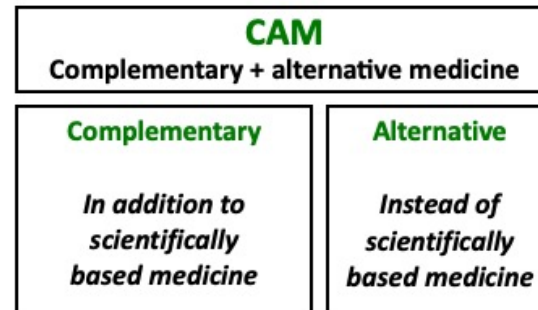 CAM
Complementary + alternative medicine
Complementary
In addition to
scientifically
based medicine
Alternative
Instead of
scientifically
based medicine